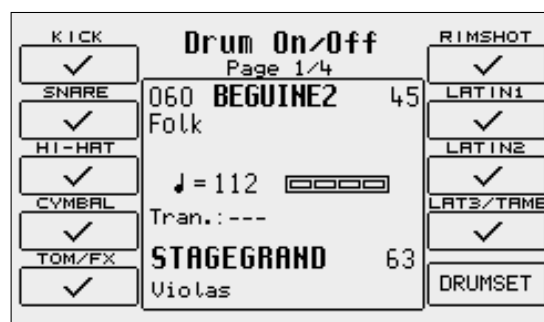 Drum On/Off
Page 1/4
KICK
SNARE
HI-HAT
CYMBAL
TOM/FX
060 BEGUINE2 45
Folk
♩=112
Tran.:---
STAGEGRAND 63
Violas
RIMSHOT
LATIN1
LATIN2
LAT3/TAMB
DRUMSET